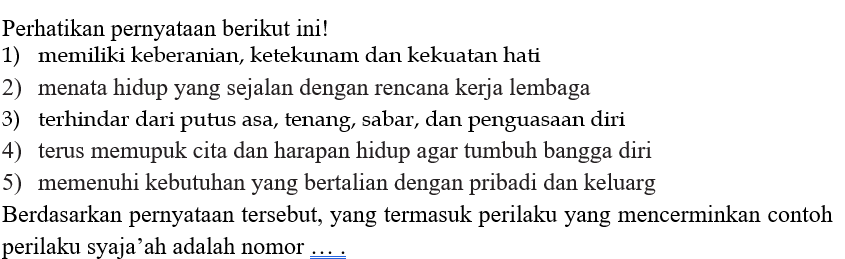 Perhatikan pernyataan berikut ini!
1) memiliki keberanian, ketekunam dan kekuatan hati
2) menata hidup yang sejalan dengan rencana kerja lembaga
3) terhindar dari putus asa, tenang, sabar, dan penguasaan diri
4) terus memupuk cita dan harapan hidup agar tumbuh bangga diri
5) memenuhi kebutuhan yang bertalian dengan pribadi dan keluarg
Berdasarkan pernyataan tersebut, yang termasuk perilaku yang mencerminkan contoh
perilaku syaja’ah adalah nomor ... .